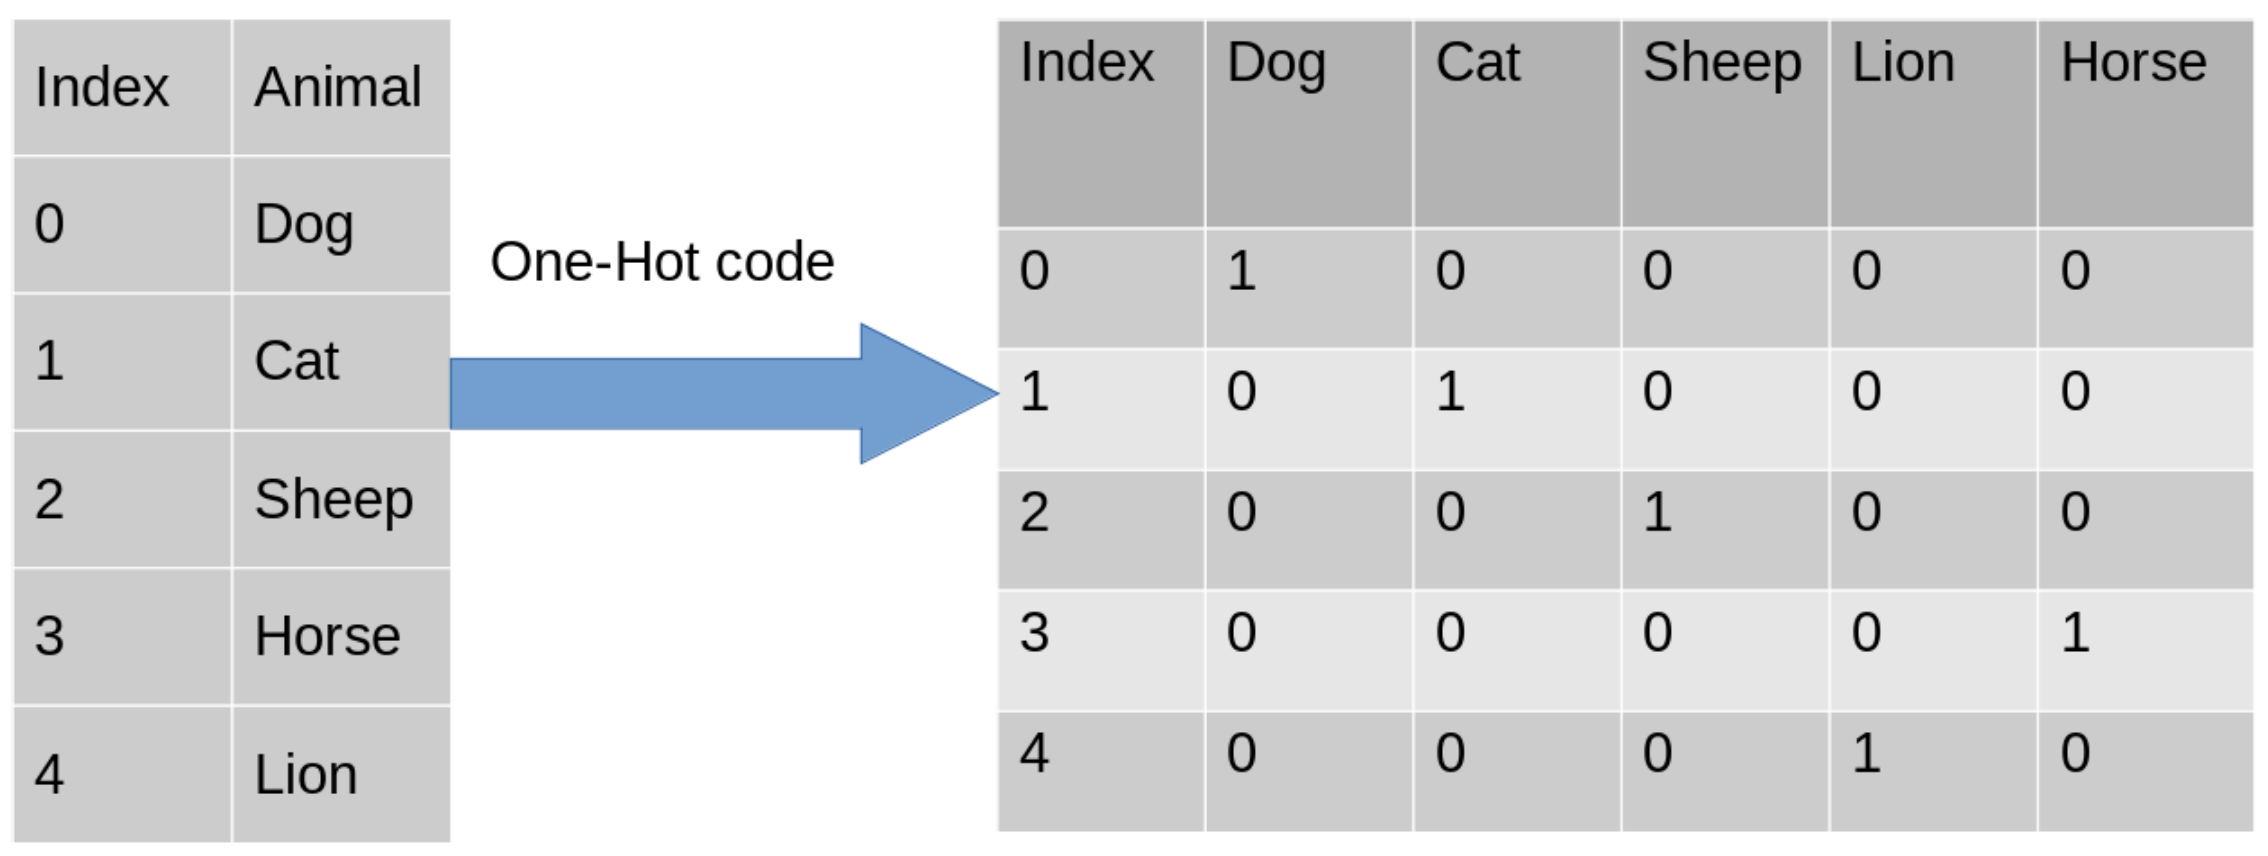 Index Animal
0 Dog
1 Cat
2 Sheep
3 Horse
4 Lion
One-Hot code
Index Dog Cat Sheep Lion Horse
0 1 0 0 0 0
1 0 1 0 0 0
2 0 0 1 0 0
3 0 0 0 0 1
4 0 0 0 1 0